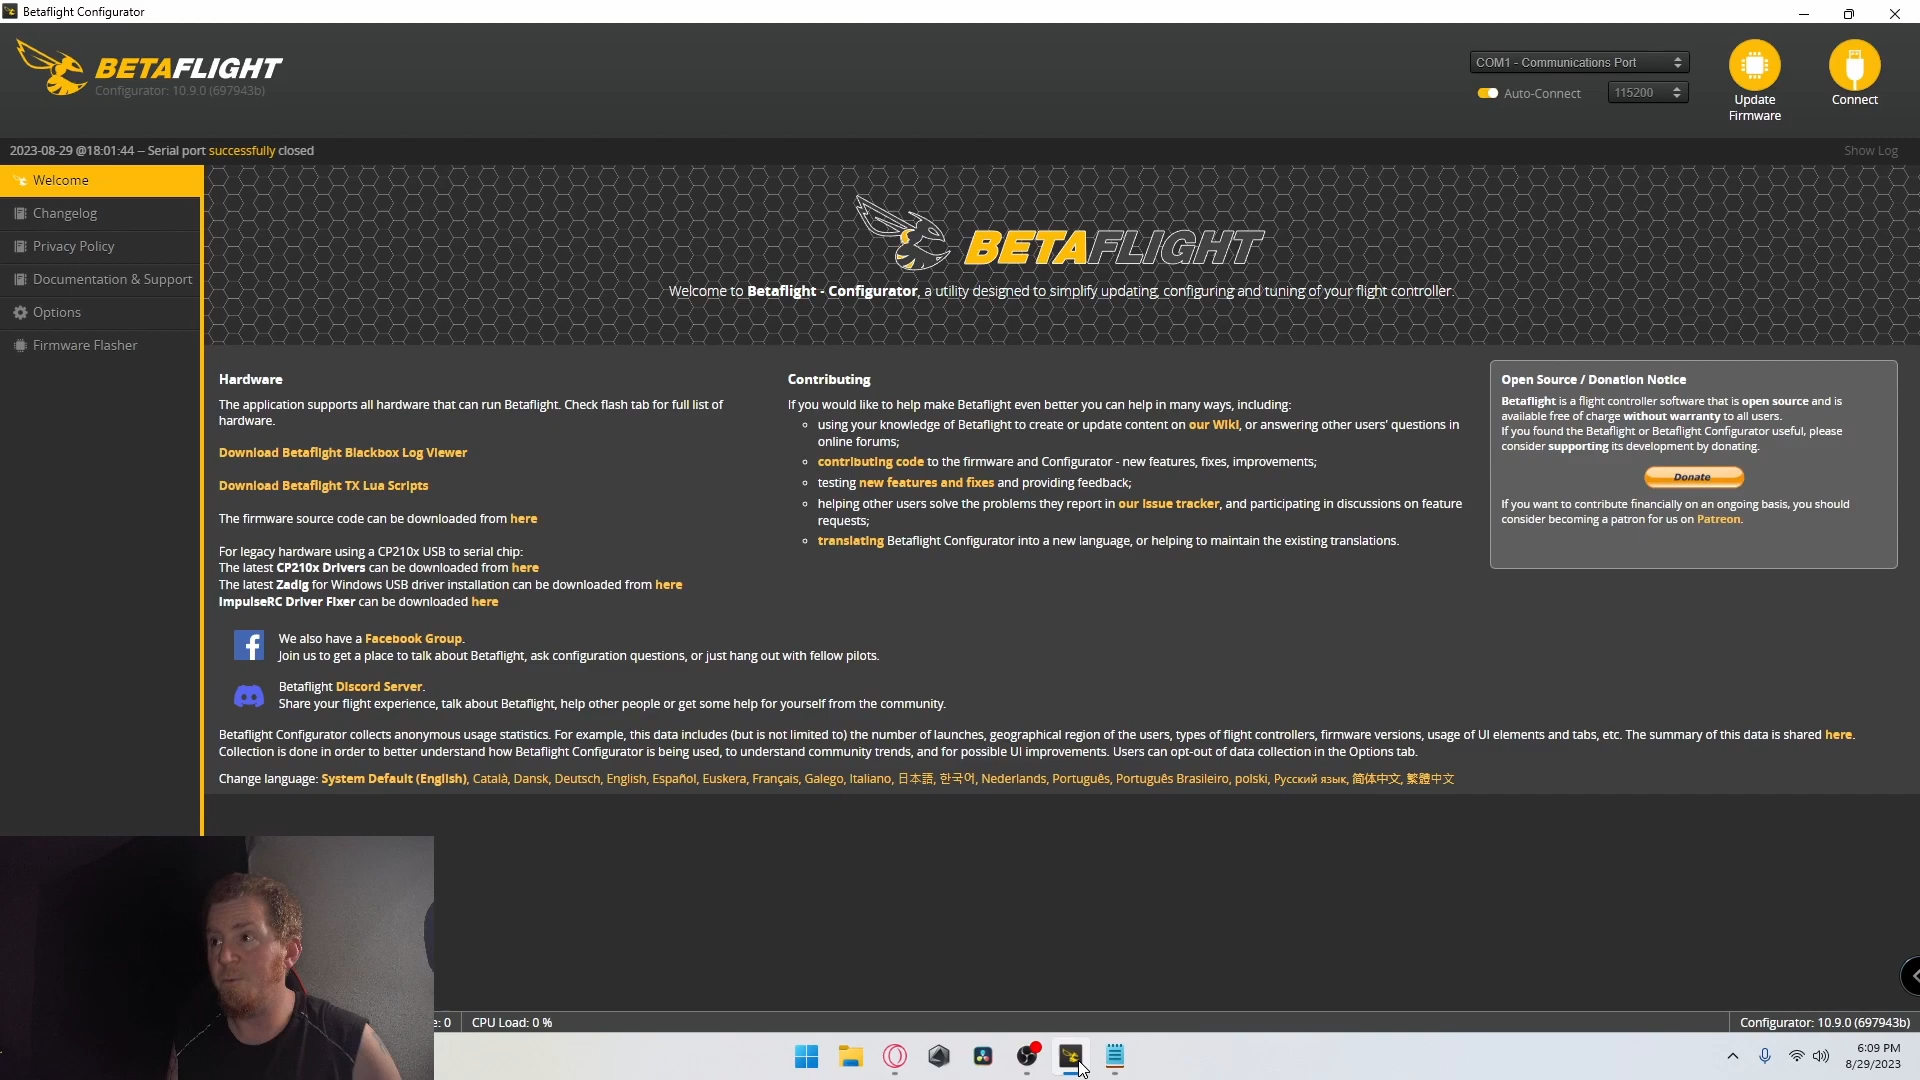 Betaflight Configurator
BETAFLIGHT
Configurator: 10.9.0 (697943b)
COM1 - Communications Port
Auto-Connect
115200
Update
Firmware
Connect
2023-08-29 @18:01:44 -- Serial port successfully closed
Show Log
Welcome
Changelog
Privacy Policy
Documentation & Support
Options
Firmware Flasher
BETAFLIGHT
Welcome to Betaflight - Configurator, a utility designed to simplify updating, configuring and tuning of your flight controller.
Hardware
The application supports all hardware that can run Betaflight. Check flash tab for full list of
hardware.
Download Betaflight Blackbox Log Viewer
Download Betaflight TX Lua Scripts
The firmware source code can be downloaded from here
For legacy hardware using a CP210x USB to serial chip:
The latest CP210x Drivers can be downloaded from here
The latest Zadig for Windows USB driver installation can be downloaded from here
ImpulseRC Driver Fixer can be downloaded here
Contributing
If you would like to help make Betaflight even better you can help in many ways, including:
using your knowledge of Betaflight to create or update content on our Wiki, or answering other users' questions in
online forums;
contributing code to the firmware and Configurator - new features, fixes, improvements;
testing new features and fixes and providing feedback;
helping other users solve the problems they report in our issue tracker, and participating in discussions on feature
requests;
translating Betaflight Configurator into a new language, or helping to maintain the existing translations.
Open Source / Donation Notice
Betaflight is a flight controller software that is open source and is
available free of charge without warranty to all users.
If you found the Betaflight or Betaflight Configurator useful, please
consider supporting its development by donating.
Donate
If you want to contribute financially on an ongoing basis, you should
consider becoming a patron for us on Patreon.
We also have a Facebook Group.
Join us to get a place to talk about Betaflight, ask configuration questions, or just hang out with fellow pilots.
Betaflight Discord Server.
Share your flight experience, talk about Betaflight, help other people or get some help for yourself from the community.
Betaflight Configurator collects anonymous usage statistics. For example, this data includes (but is not limited to) the number of launches, geographical region of the users, types of flight controllers, firmware versions, usage of UI elements and tabs, etc. The summary of this data is shared here.
Collection is done in order to better understand how Betaflight Configurator is being used, to understand community trends, and for possible UI improvements. Users can opt-out of data collection in the Options tab.
Change language: System Default (English), Català, Dansk, Deutsch, English, Español, Euskera, Français, Galego, Italiano, 日本語, 한국어, Nederlands, Português, Português Brasileiro, polski, Русский язык, 简体中文, 繁體中文
e: 0
CPU Load: 0 %
Configurator: 10.9.0 (697943b)
6:09 PM
8/29/2023